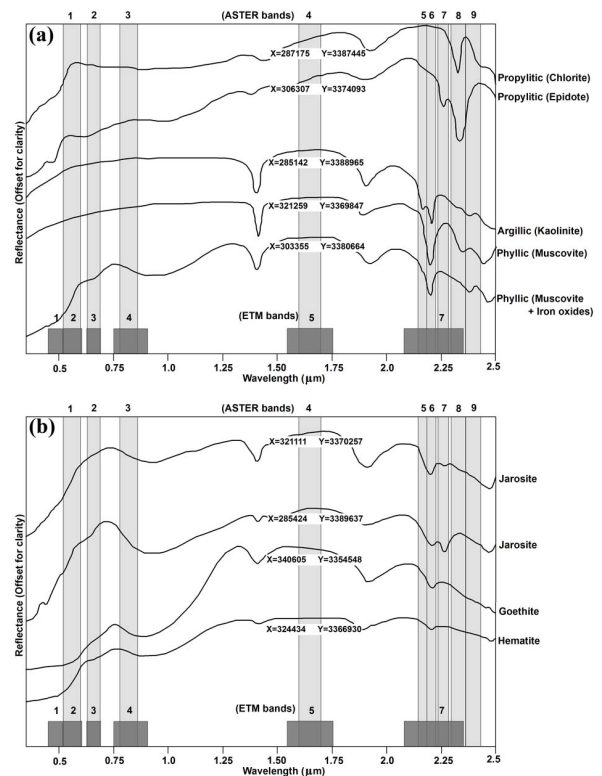 1 2 3 (ASTER bands) 4 5 6 7 8 9
(a)
X=287175 Y=3387445
Propylitic (Chlorite)
X=306307 Y=3374093
Propylitic (Epidote)
X=285142 Y=3388965
X=321259 Y=3369847
Argillic (Kaolinite)
X=303355 Y=3380664
Phyllic (Muscovite)
Phyllic (Muscovite
+ Iron oxides)
Reflectance (Offset for clarity)
(ETM bands)
1 2 3 4 5 7
0.5 0.75 1.0 1.25 1.5 1.75 2.0 2.25 2.5
Wavelength (µm)
1 2 3 (ASTER bands) 4 5 6 7 8 9
(b)
X=321111 Y=3370257
Jarosite
X=285424 Y=3389637
Jarosite
X=340605 Y=3354548
Goethite
X=324434 Y=3366930
Hematite
Reflectance (Offset for clarity)
1 2 3 4 (ETM bands) 5 7
0.5 0.75 1.0 1.25 1.5 1.75 2.0 2.25 2.5
Wavelength (µm)